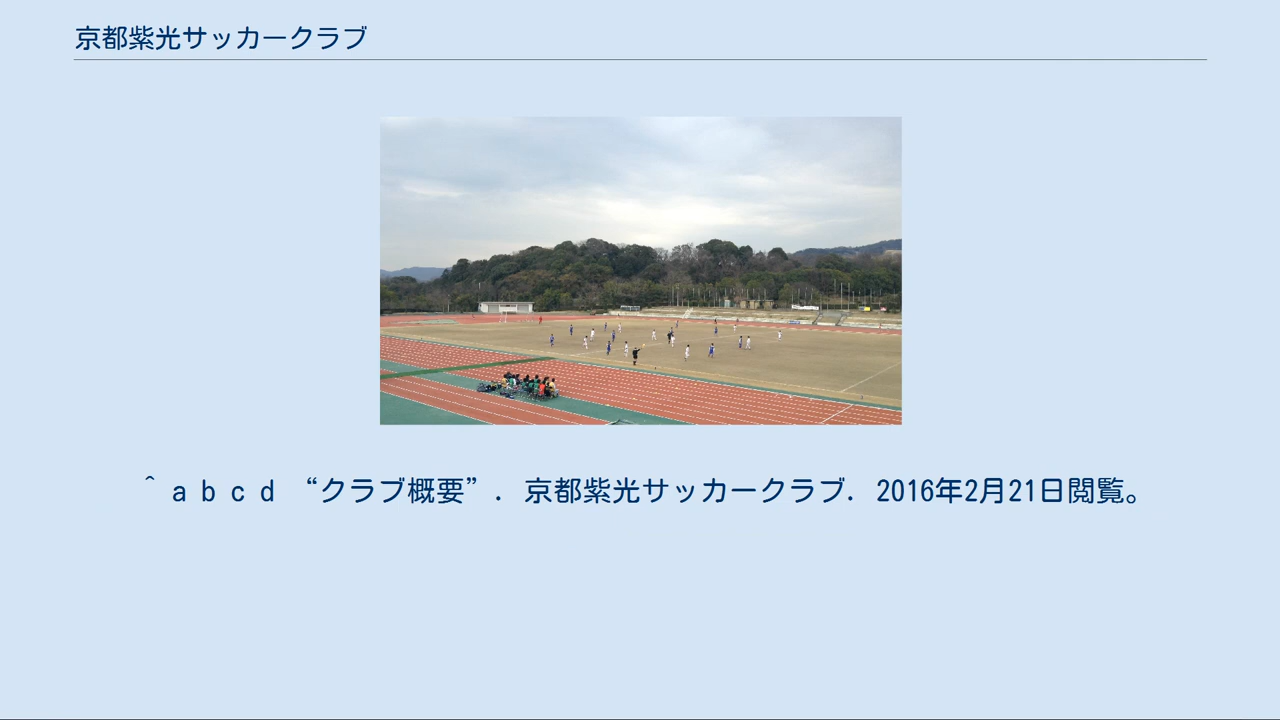 京都紫光サッカークラブ
^ a b c d “クラブ概要”. 京都紫光サッカークラブ. 2016年2月21日閲覧。